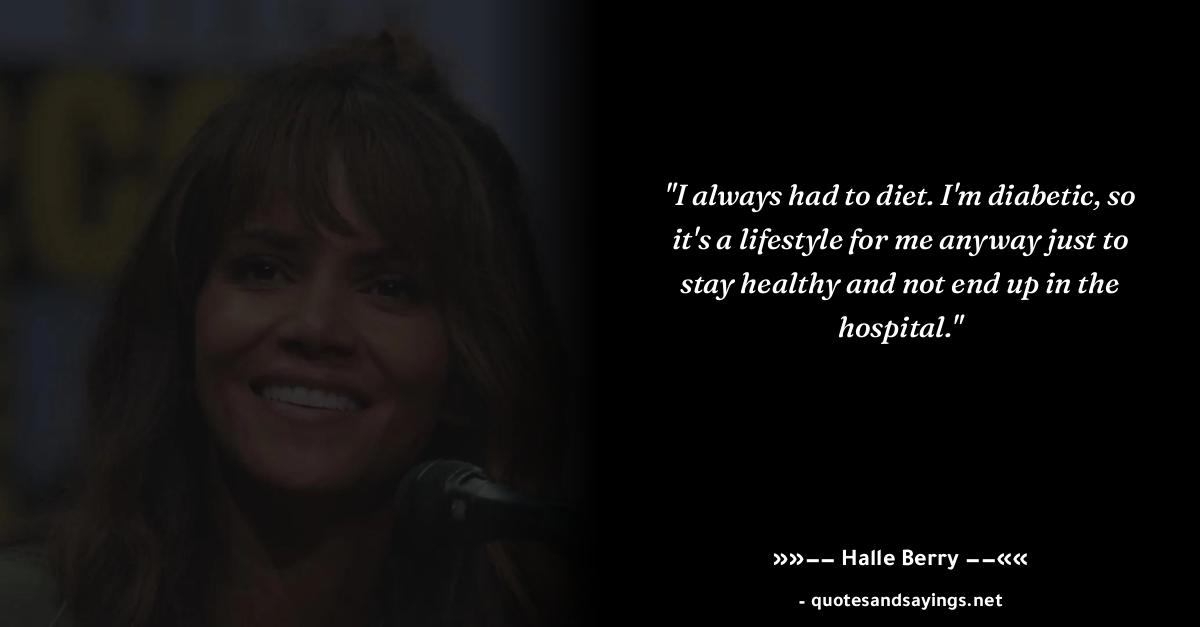 "I always had to diet. I'm diabetic, so
it's a lifestyle for me anyway just to
stay healthy and not end up in the
hospital."
»»−− Halle Berry −−««
- quotesandsayings.net